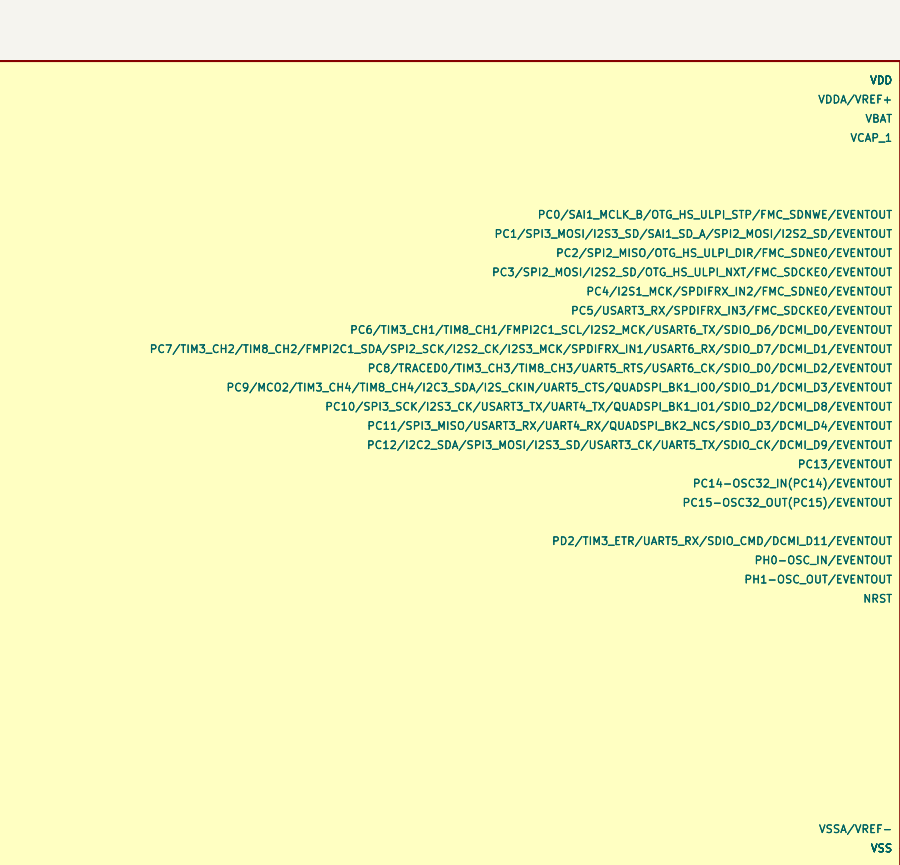 VDD
VDDA/VREF+
VBAT
VCAP_1
PC0/SAI1_MCLK_B/OTG_HS_ULPI_STP/FMC_SDNWE/EVENTOUT
PC1/SPI3_MOSI/I2S3_SD/SAI1_SD_A/SPI2_MOSI/I2S2_SD/EVENTOUT
PC2/SPI2_MISO/OTG_HS_ULPI_DIR/FMC_SDNE0/EVENTOUT
PC3/SPI2_MOSI/I2S2_SD/OTG_HS_ULPI_NXT/FMC_SDCKE0/EVENTOUT
PC4/I2S1_MCK/SPDIFRX_IN2/FMC_SDNE0/EVENTOUT
PC5/USART3_RX/SPDIFRX_IN3/FMC_SDCKE0/EVENTOUT
PC6/TIM3_CH1/TIM8_CH1/FMPI2C1_SCL/I2S2_MCK/USART6_TX/SDIO_D6/DCMI_D0/EVENTOUT
PC7/TIM3_CH2/TIM8_CH2/FMPI2C1_SDA/SPI2_SCK/I2S2_CK/I2S3_MCK/SPDIFRX_IN1/USART6_RX/SDIO_D7/DCMI_D1/EVENTOUT
PC8/TRACED0/TIM3_CH3/TIM8_CH3/UART5_RTS/USART6_CK/SDIO_D0/DCMI_D2/EVENTOUT
PC9/MCO2/TIM3_CH4/TIM8_CH4/I2C3_SDA/I2S_CKIN/UART5_CTS/QUADSPI_BK1_IO0/SDIO_D1/DCMI_D3/EVENTOUT
PC10/SPI3_SCK/I2S3_CK/USART3_TX/UART4_TX/QUADSPI_BK1_IO1/SDIO_D2/DCMI_D8/EVENTOUT
PC11/SPI3_MISO/USART3_RX/UART4_RX/QUADSPI_BK2_NCS/SDIO_D3/DCMI_D4/EVENTOUT
PC12/I2C2_SDA/SPI3_MOSI/I2S3_SD/USART3_CK/UART5_TX/SDIO_CK/DCMI_D9/EVENTOUT
PC13/EVENTOUT
PC14-OSC32_IN(PC14)/EVENTOUT
PC15-OSC32_OUT(PC15)/EVENTOUT
PD2/TIM3_ETR/UART5_RX/SDIO_CMD/DCMI_D11/EVENTOUT
PH0-OSC_IN/EVENTOUT
PH1-OSC_OUT/EVENTOUT
NRST
VSSA/VREF-
VSS